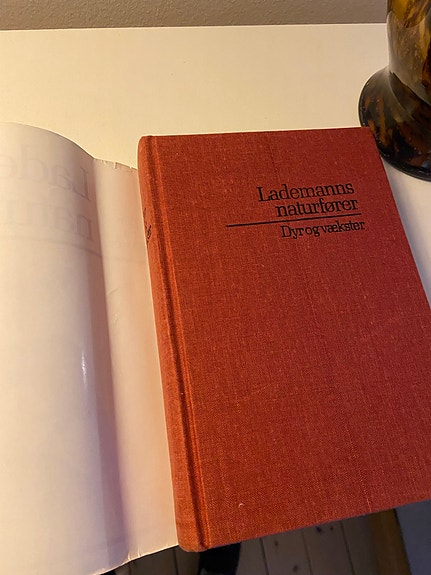 Lademanns
naturfører
Dyr og vækster